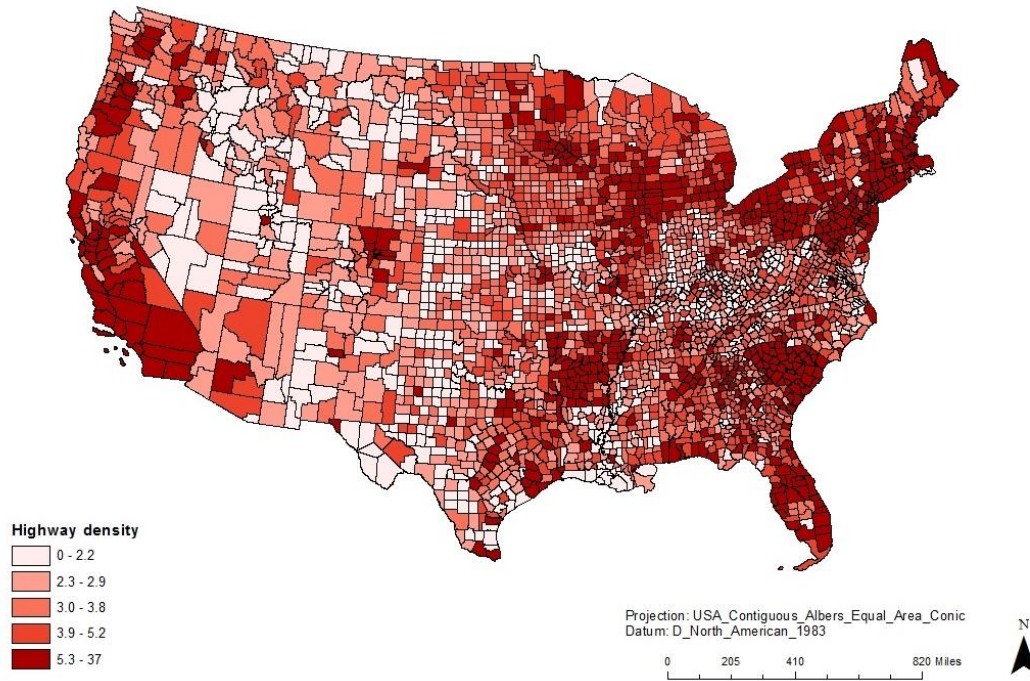 Highway density
0 - 2.2
2.3 - 2.9
3.0 - 3.8
3.9 - 5.2
5.3 - 37
Projection: USA_Contiguous_Albers_Equal_Area_Conic
Datum: D_North_American_1983
0 205 410 820 Miles
N